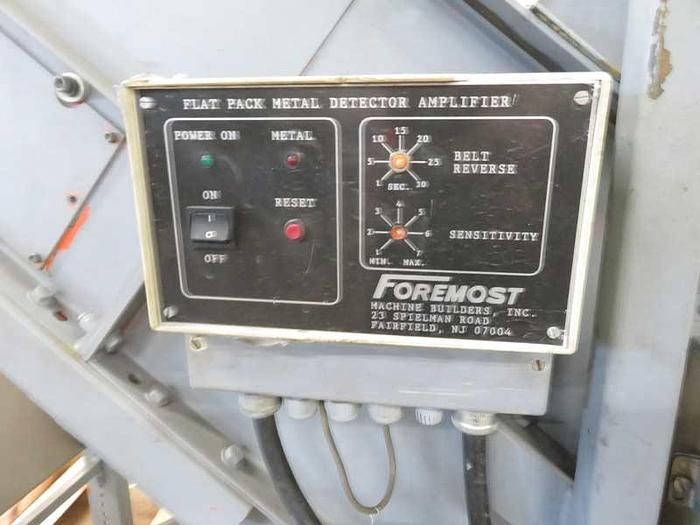 FLAT PACK METAL DETECTOR AMPLIFIER
POWER ON
METAL
ON
RESET
OFF
1 5 10 15 20 25 30
SEC.
BELT
REVERSE
1 2 3 4 5 6 7
MIN. MAX.
SENSITIVITY
FOREMOST
MACHINE BUILDERS, INC.
23 SPIELMAN ROAD
FAIRFIELD, NJ 07004